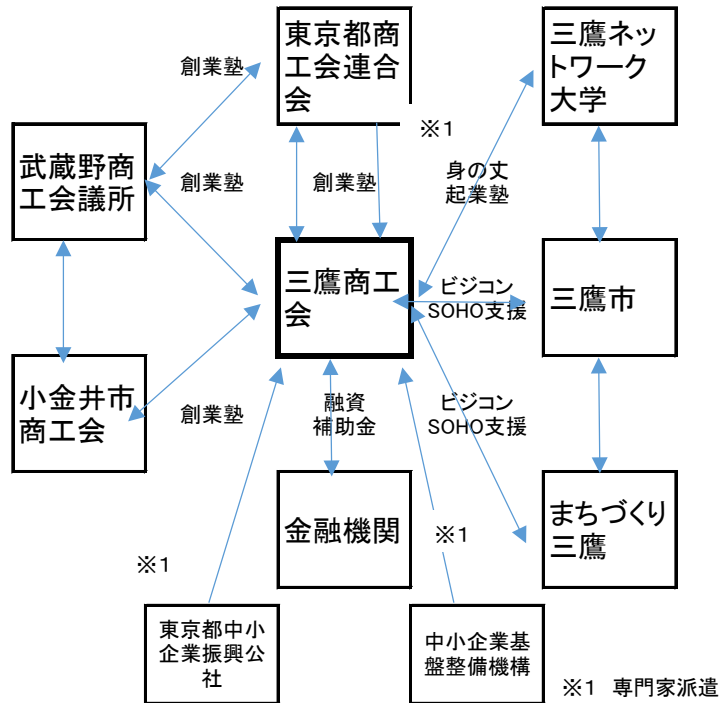 東京都商
工会連合
会
三鷹ネッ
トワーク
大学
創業塾
※1
武蔵野商
工会議所
創業塾
創業塾
身の丈
起業塾
三鷹商工
会
ビジコン
SOHO支援
三鷹市
小金井市
商工会
創業塾
融資
補助金
ビジコン
SOHO支援
金融機関
まちづくり
三鷹
※1
※1
東京都中小
企業振興公
社
中小企業基
盤整備機構
※1 専門家派遣